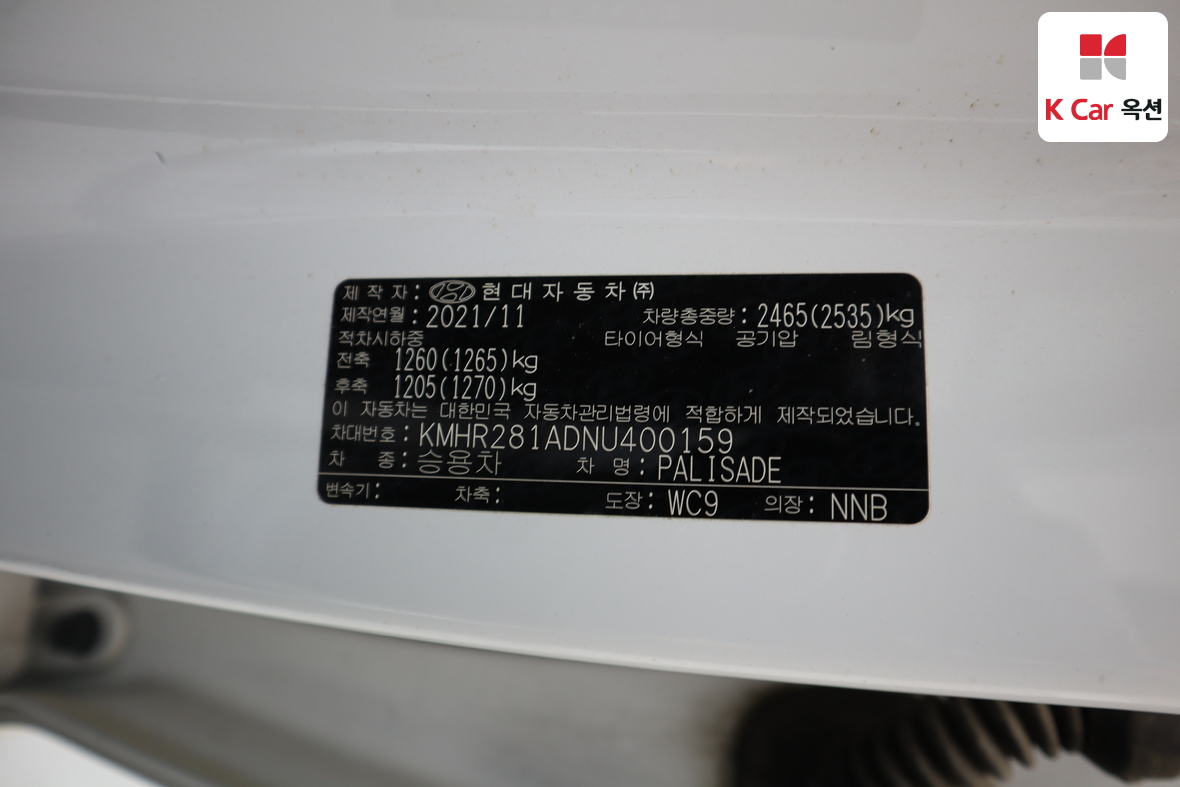 K Car 옥션
제 작 자 : 현 대 자 동 차 ㈜
제작연월 : 2021/11 차량총중량 : 2465(2535)kg
적차시하중 타이어형식 공기압 림형식
전축 1260(1265)kg
후축 1205(1270)kg
이 자동차는 대한민국 자동차관리법령에 적합하게 제작되었습니다.
차대번호 : KMHR281ADNU400159
차 종 : 승용차 차 명 : PALISADE
변속기 : 차축 : 도장 : WC9 의장 : NNB